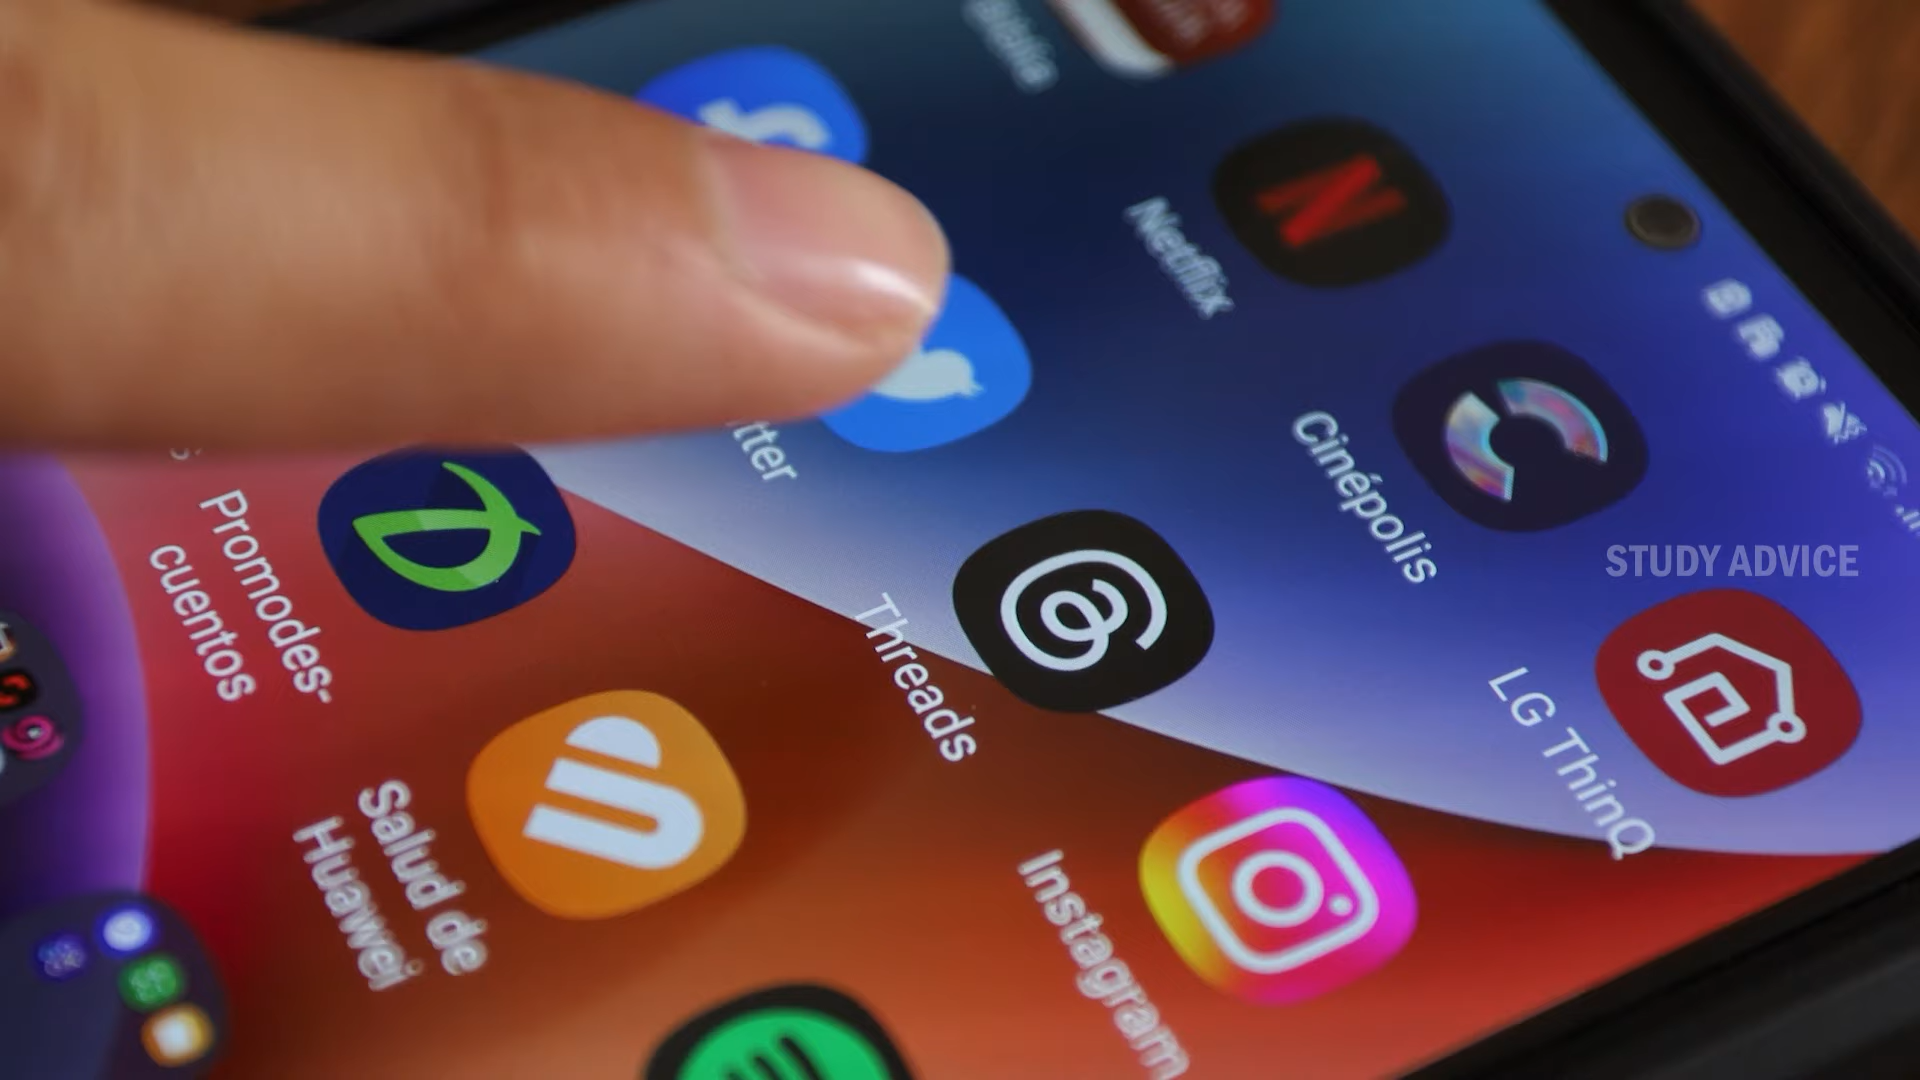 Netflix
Cinépolis
STUDY ADVICE
LG ThinQ
tter
Threads
Instagram
Promodes-
cuentos
Salud de
Huawei